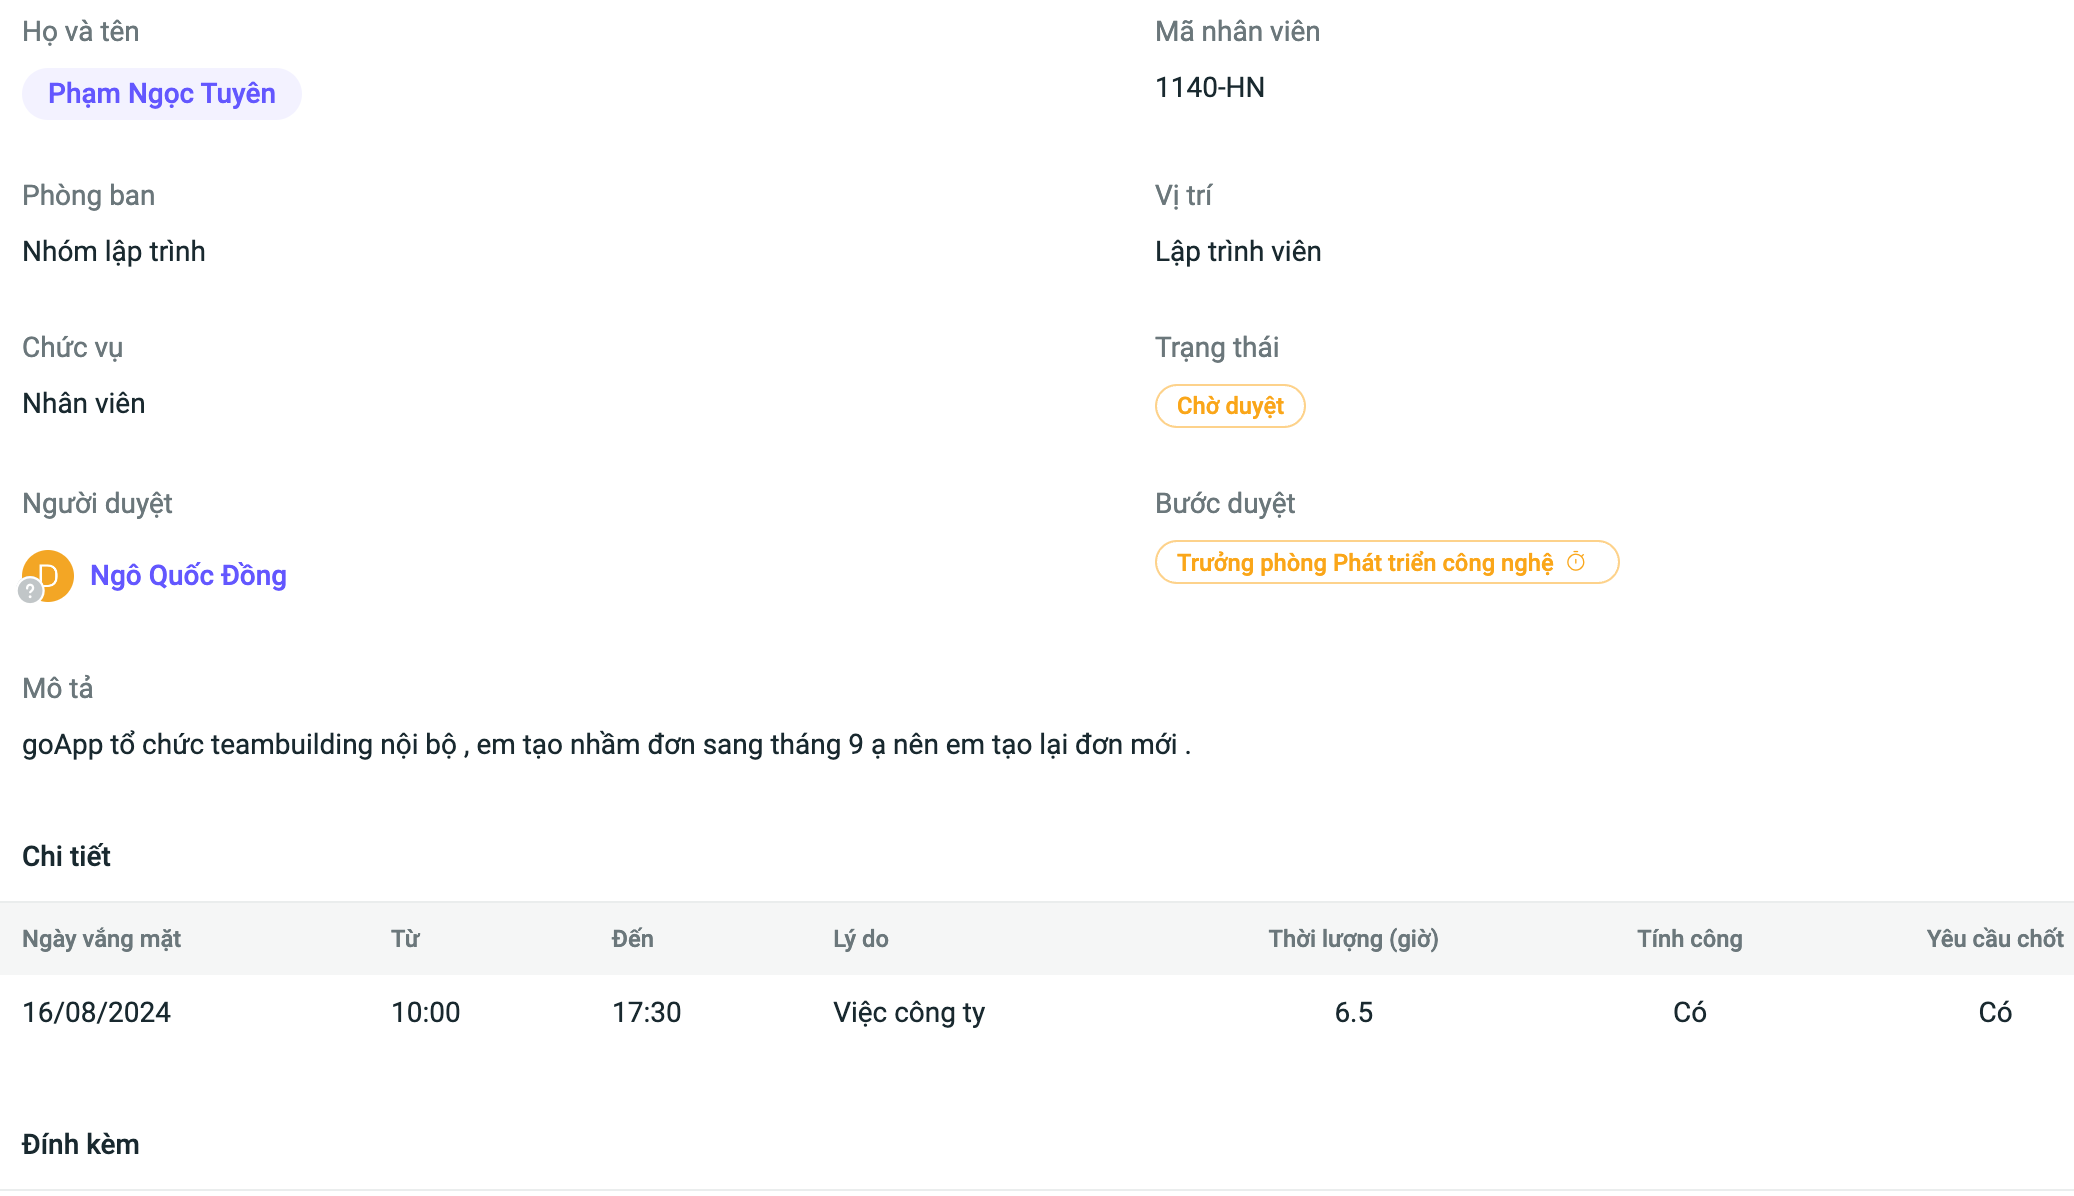 Họ và tên
Mã nhân viên
Phạm Ngọc Tuyên
1140-HN
Phòng ban
Vị trí
Nhóm lập trình
Lập trình viên
Chức vụ
Trạng thái
Nhân viên
Chờ duyệt
Người duyệt
Bước duyệt
D
?
Ngô Quốc Đồng
Trưởng phòng Phát triển công nghệ
Mô tả
goApp tổ chức teambuilding nội bộ , em tạo nhầm đơn sang tháng 9 ạ nên em tạo lại đơn mới .
Chi tiết
Ngày vắng mặt Từ Đến Lý do Thời lượng (giờ) Tính công Yêu cầu chốt
16/08/2024 10:00 17:30 Việc công ty 6.5 Có Có
Đính kèm